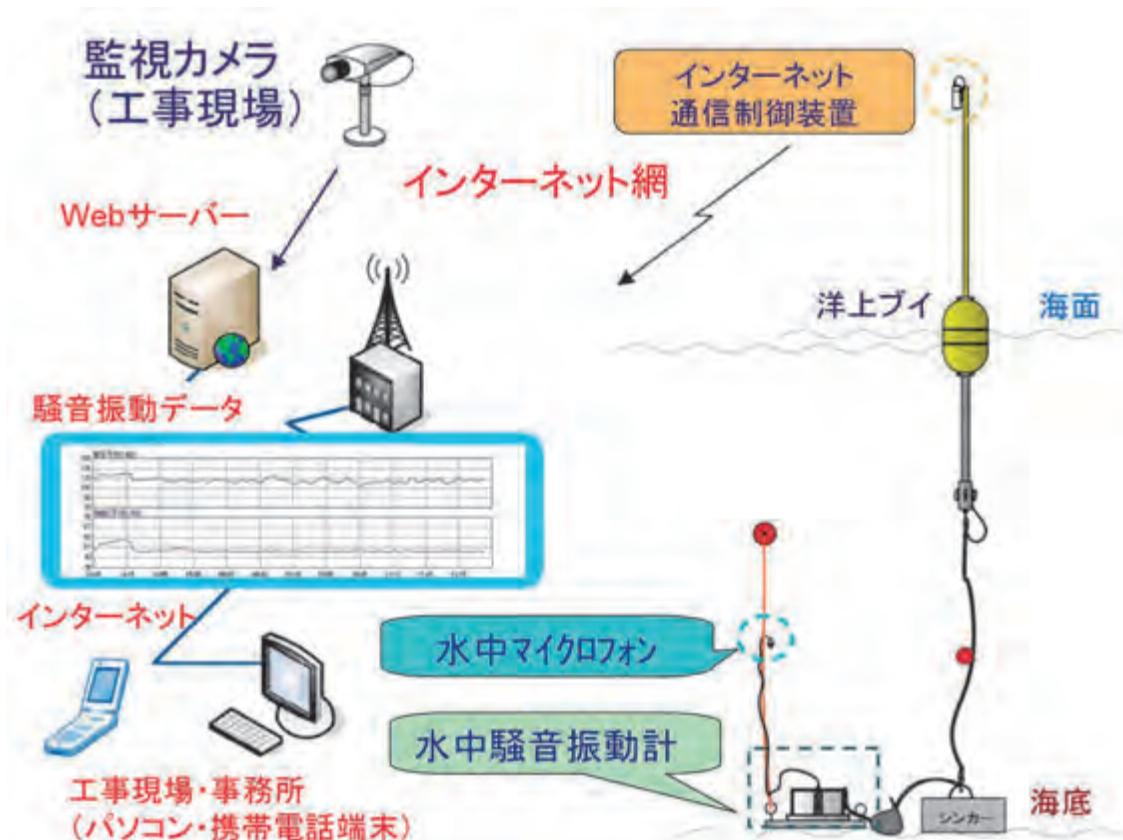 監視カメラ
（工事現場）
インターネット
通信制御装置
インターネット網
Webサーバー
洋上ブイ
海面
騒音振動データ
インターネット
水中マイクロフォン
水中騒音振動計
工事現場・事務所
（パソコン・携帯電話端末）
シンカー
海底